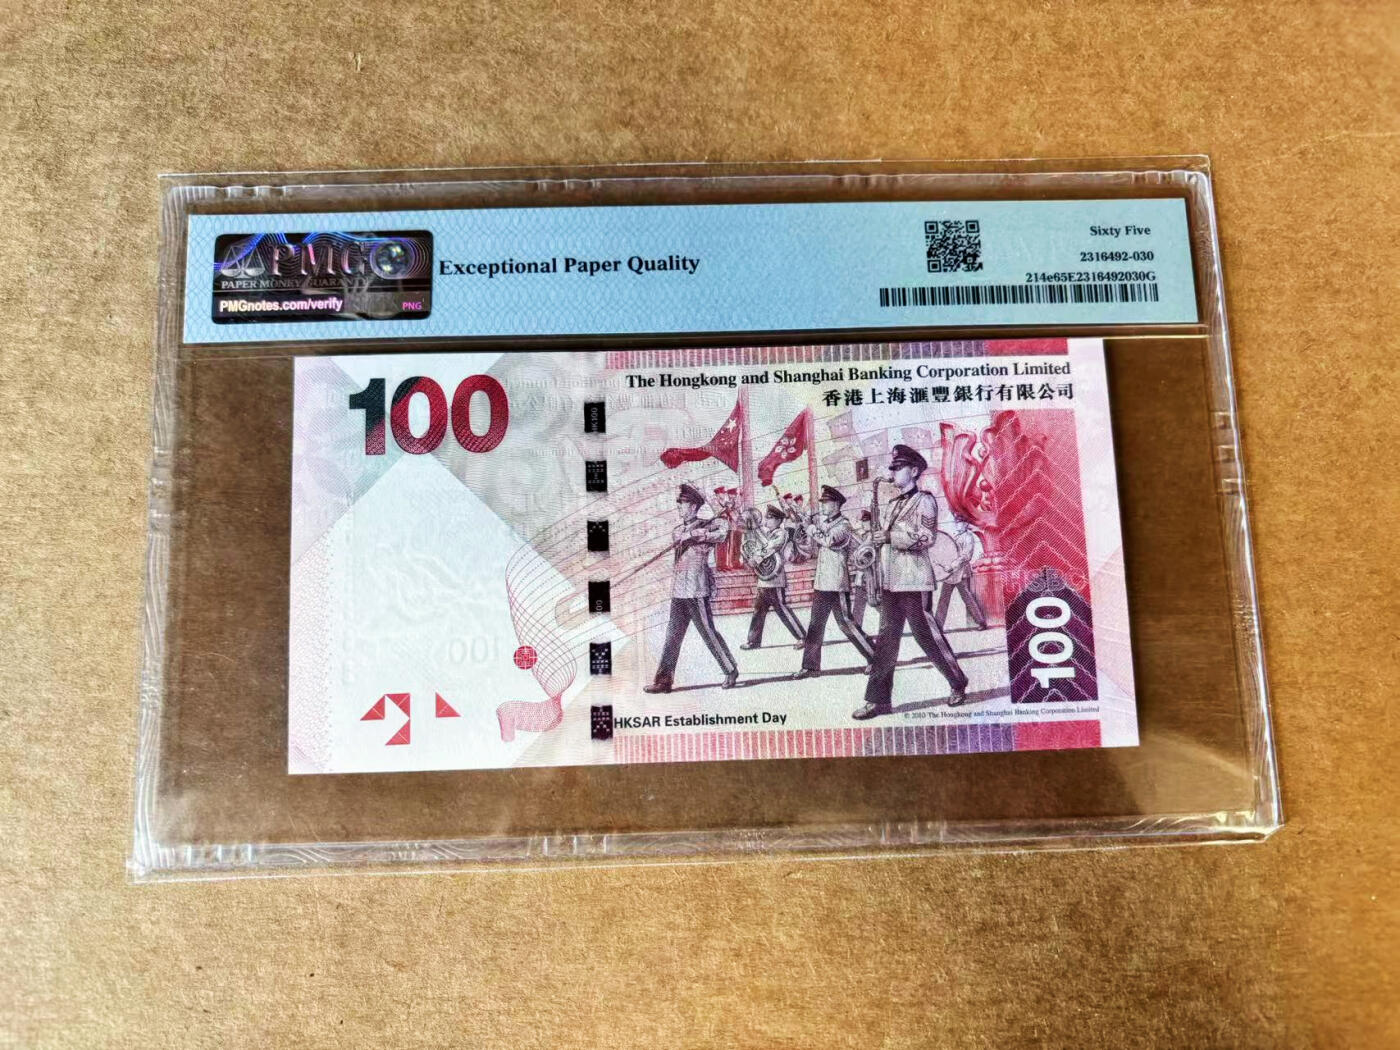 PMG
PAPER MONEY GUARANTY
PMGnotes.com/verify
PNG
Exceptional Paper Quality
Sixty Five
2316492-030
214e65E2316492030G
100
The Hongkong and Shanghai Banking Corporation Limited
香港上海滙豐銀行有限公司
HK100
HSBC
100
100
HKSAR Establishment Day
© 2010 The Hongkong and Shanghai Banking Corporation Limited